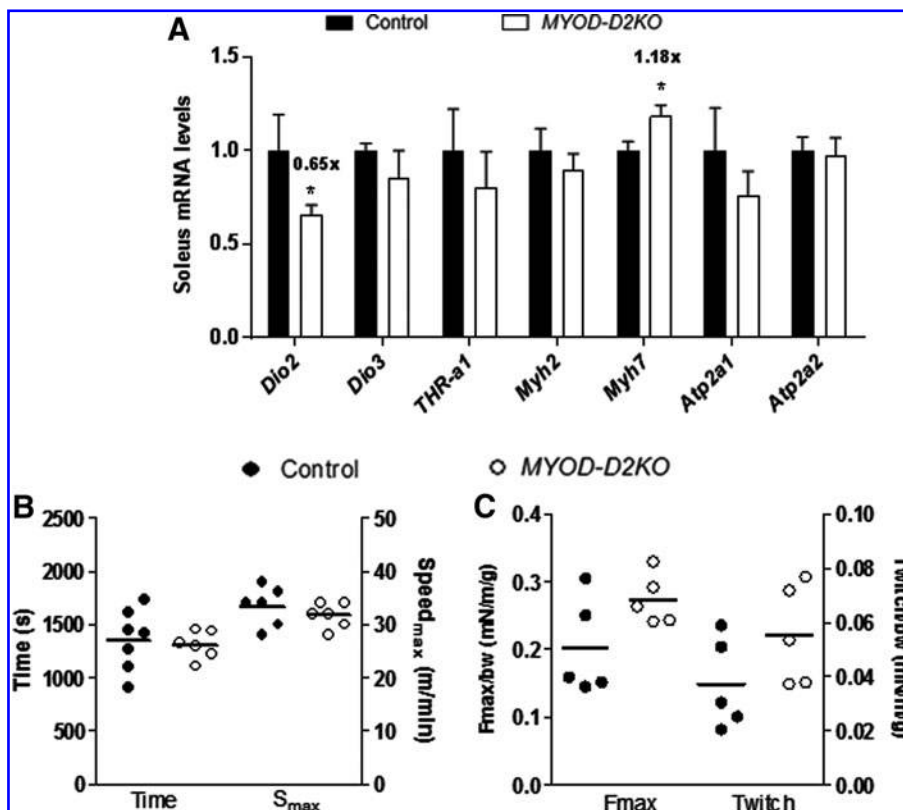 A
Control MYOD-D2KO
Soleus mRNA levels
1.5
1.0
0.5
0.0
0.65x
*
1.18x
*
Dio2 Dio3 THR-a1 Myh2 Myh7 Atp2a1 Atp2a2
Control MYOD-D2KO
B
Time (s)
2500
2000
1500
1000
500
0
50
40
30
20
10
0
Speedmax (m/min)
Time Smax
C
Fmax/bw (mN/m/g)
0.4
0.3
0.2
0.1
0.0
0.10
0.08
0.06
0.04
0.02
0.00
Twitch/bw (mN/m/g)
Fmax Twitch